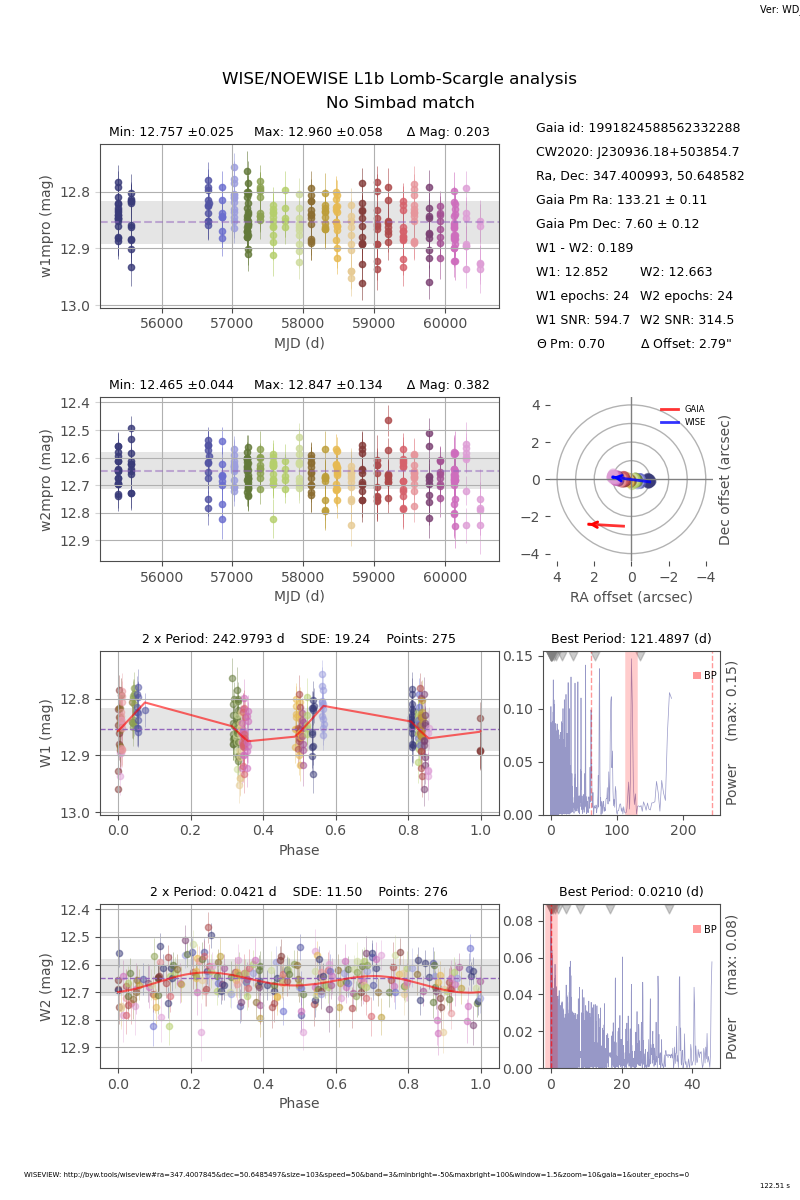 Ver: WD_
WISE/NOEWISE L1b Lomb-Scargle analysis
No Simbad match
Min: 12.757 ±0.025 Max: 12.960 ±0.058 Δ Mag: 0.203
12.8
12.9
13.0
w1mpro (mag)
56000 57000 58000 59000 60000
MJD (d)
Gaia id: 1991824588562332288
CW2020: J230936.18+503854.7
Ra, Dec: 347.400993, 50.648582
Gaia Pm Ra: 133.21 ± 0.11
Gaia Pm Dec: 7.60 ± 0.12
W1 - W2: 0.189
W1: 12.852 W2: 12.663
W1 epochs: 24 W2 epochs: 24
W1 SNR: 594.7 W2 SNR: 314.5
Θ Pm: 0.70 Δ Offset: 2.79"
Min: 12.465 ±0.044 Max: 12.847 ±0.134 Δ Mag: 0.382
12.4
12.5
12.6
12.7
12.8
12.9
w2mpro (mag)
56000 57000 58000 59000 60000
MJD (d)
GAIA
WISE
4
2
0
−2
−4
Dec offset (arcsec)
4 2 0 −2 −4
RA offset (arcsec)
2 x Period: 242.9793 d SDE: 19.24 Points: 275
12.8
12.9
13.0
W1 (mag)
0.0 0.2 0.4 0.6 0.8 1.0
Phase
Best Period: 121.4897 (d)
BP
0.15
0.10
0.05
0.00
Power (max: 0.15)
0 100 200
2 x Period: 0.0421 d SDE: 11.50 Points: 276
12.4
12.5
12.6
12.7
12.8
12.9
W2 (mag)
0.0 0.2 0.4 0.6 0.8 1.0
Phase
Best Period: 0.0210 (d)
BP
0.08
0.06
0.04
0.02
0.00
Power (max: 0.08)
0 20 40
WISEVIEW: http://byw.tools/wiseview#ra=347.4007845&dec=50.6485497&size=103&speed=50&band=3&minbright=-50&maxbright=100&window=1.5&zoom=10&gaia=1&outer_epochs=0
122.51 s